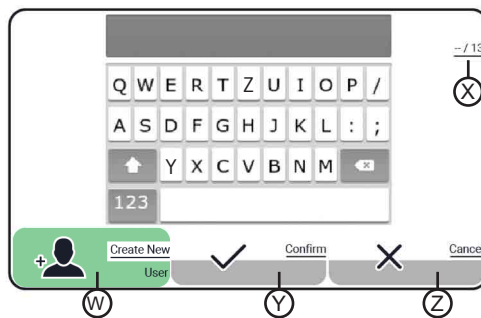 -- / 13
Q W E R T Z U I O P /
X
A S D F G H J K L : ;
Y X C V B N M
123
Create New
User
Confirm
Cance
W
Y
Z